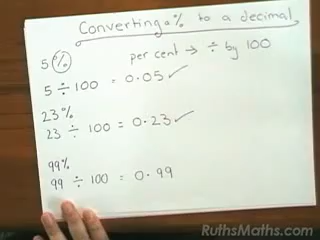 Converting a % to a decimal
5 % per cent → ÷ by 100
5 ÷ 100 = 0.05 ✓
23%
23 ÷ 100 = 0.23 ✓
99%
99 ÷ 100 = 0.99
RuthsMaths.com